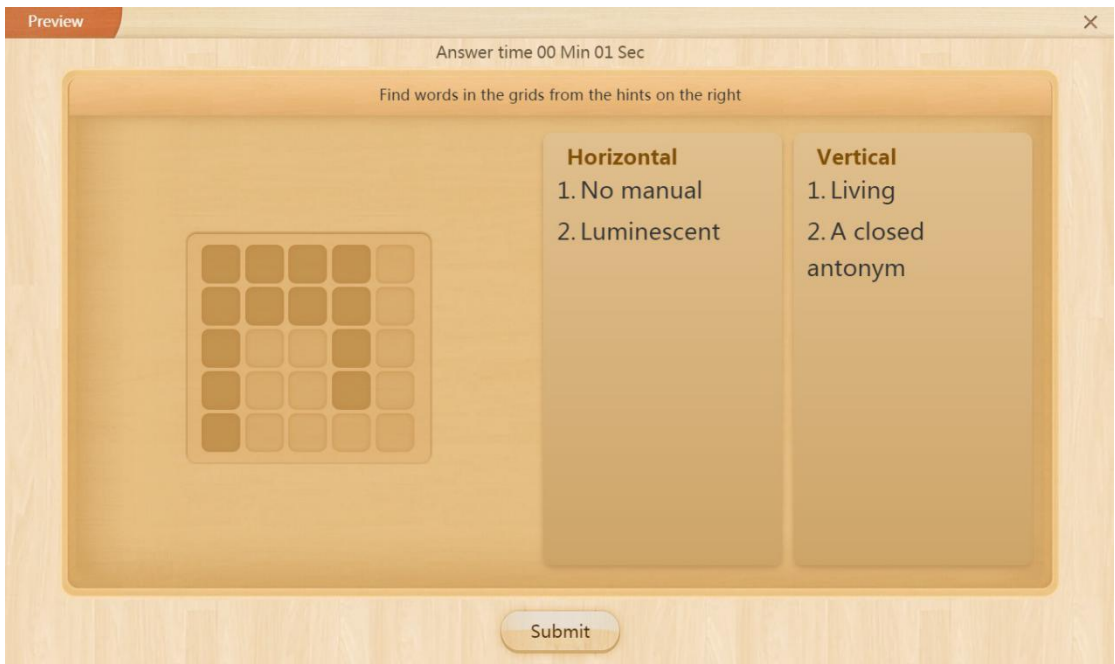 Preview
Answer time 00 Min 01 Sec
Find words in the grids from the hints on the right
Horizontal
1. No manual
2. Luminescent
Vertical
1. Living
2. A closed
antonym
Submit